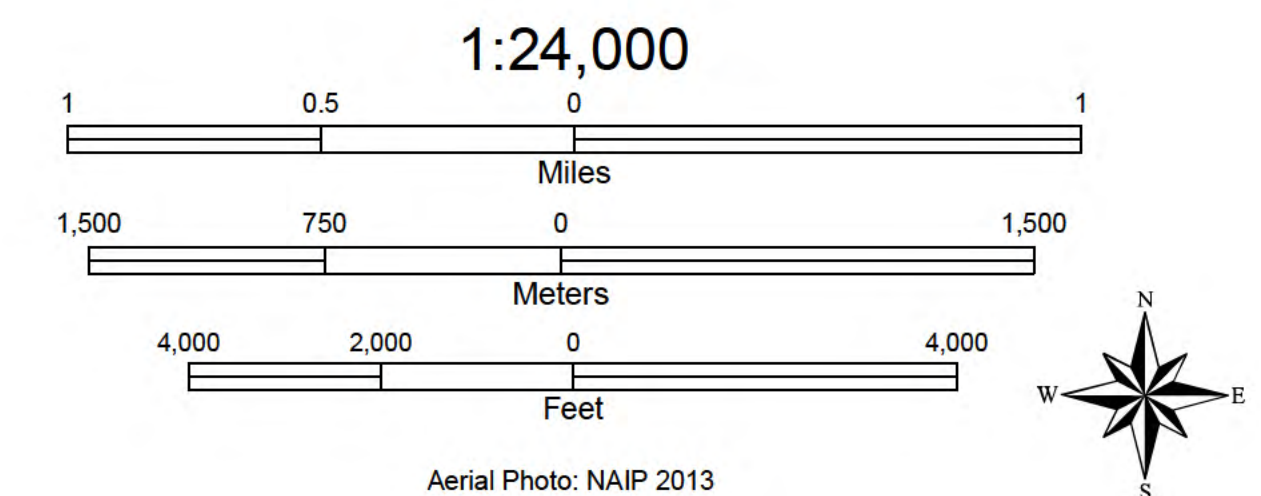 1:24,000
1 0.5 0 1
Miles
1,500 750 0 1,500
Meters
4,000 2,000 0 4,000
Feet
N
W E
S
Aerial Photo: NAIP 2013